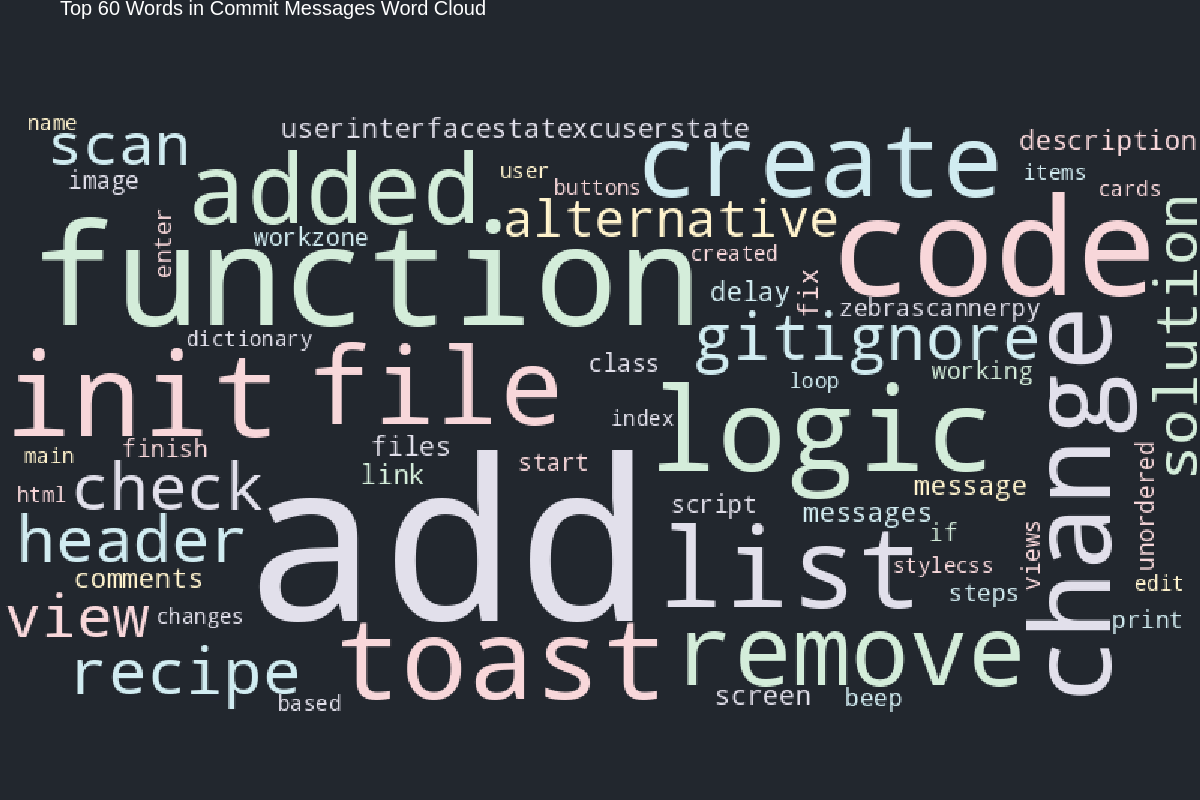 Top 60 Words in Commit Messages Word Cloud
name
scan
image
userinterfacestatexcuserstate
added
user
buttons
create
description
items
cards
alternative
enter
workzone
function
created
code
solution
delay
fix
zebrascannerpy
dictionary
gitignore
init
file
class
loop
working
change
index
logic
main
finish
files
link
start
html
check
message
script
messages
unordered
header
add
list
if
views
stylecss
comments
edit
steps
view
changes
print
toast
remove
recipe
based
screen
beep